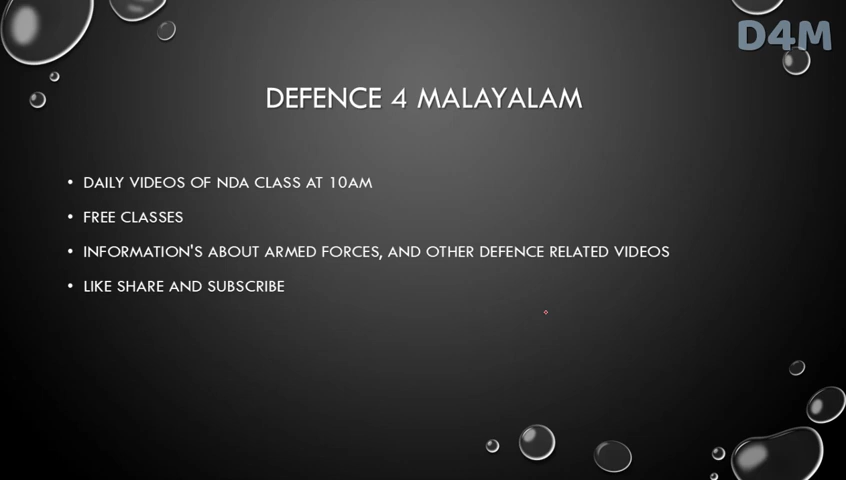 D4M
DEFENCE 4 MALAYALAM
• DAILY VIDEOS OF NDA CLASS AT 10AM
• FREE CLASSES
• INFORMATION'S ABOUT ARMED FORCES, AND OTHER DEFENCE RELATED VIDEOS
• LIKE SHARE AND SUBSCRIBE